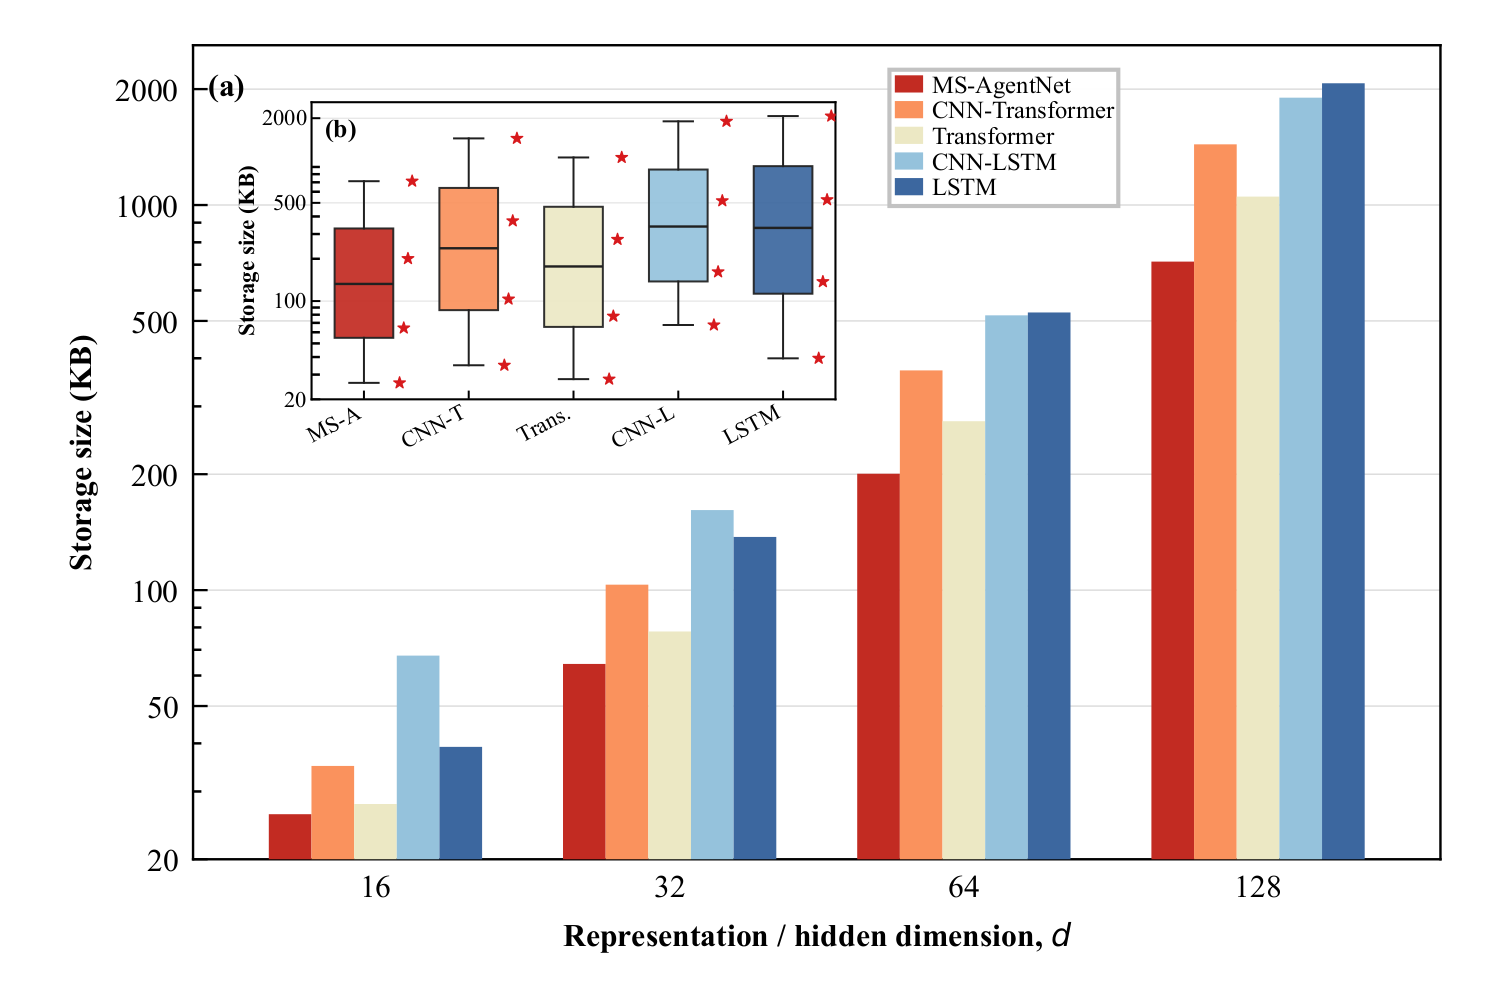 (a)
2000
1000
500
200
100
50
20
Storage size (KB)
16
32
64
128
Representation / hidden dimension, d
(b)
2000
500
100
20
Storage size (KB)
MS-A
CNN-T
Trans.
CNN-L
LSTM
MS-AgentNet
CNN-Transformer
Transformer
CNN-LSTM
LSTM